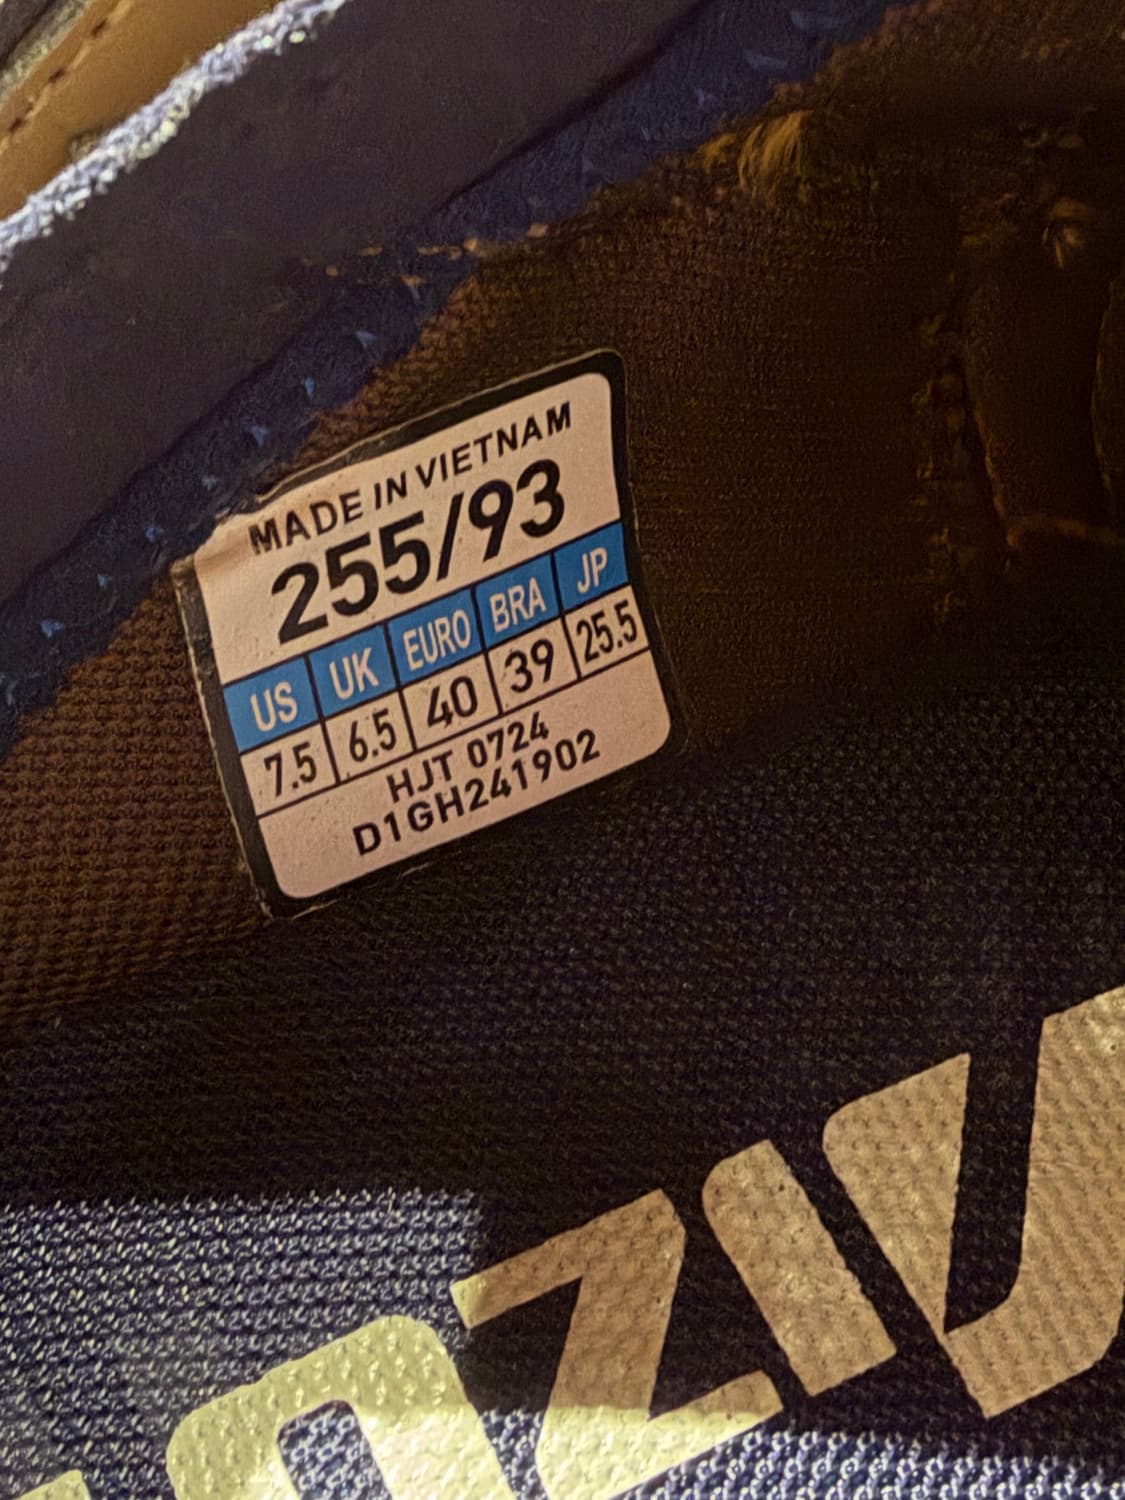 MADE IN VIETNAM
255/93
US UK EURO BRA JP
7.5 6.5 40 39 25.5
HJT 0724
D1GH241902